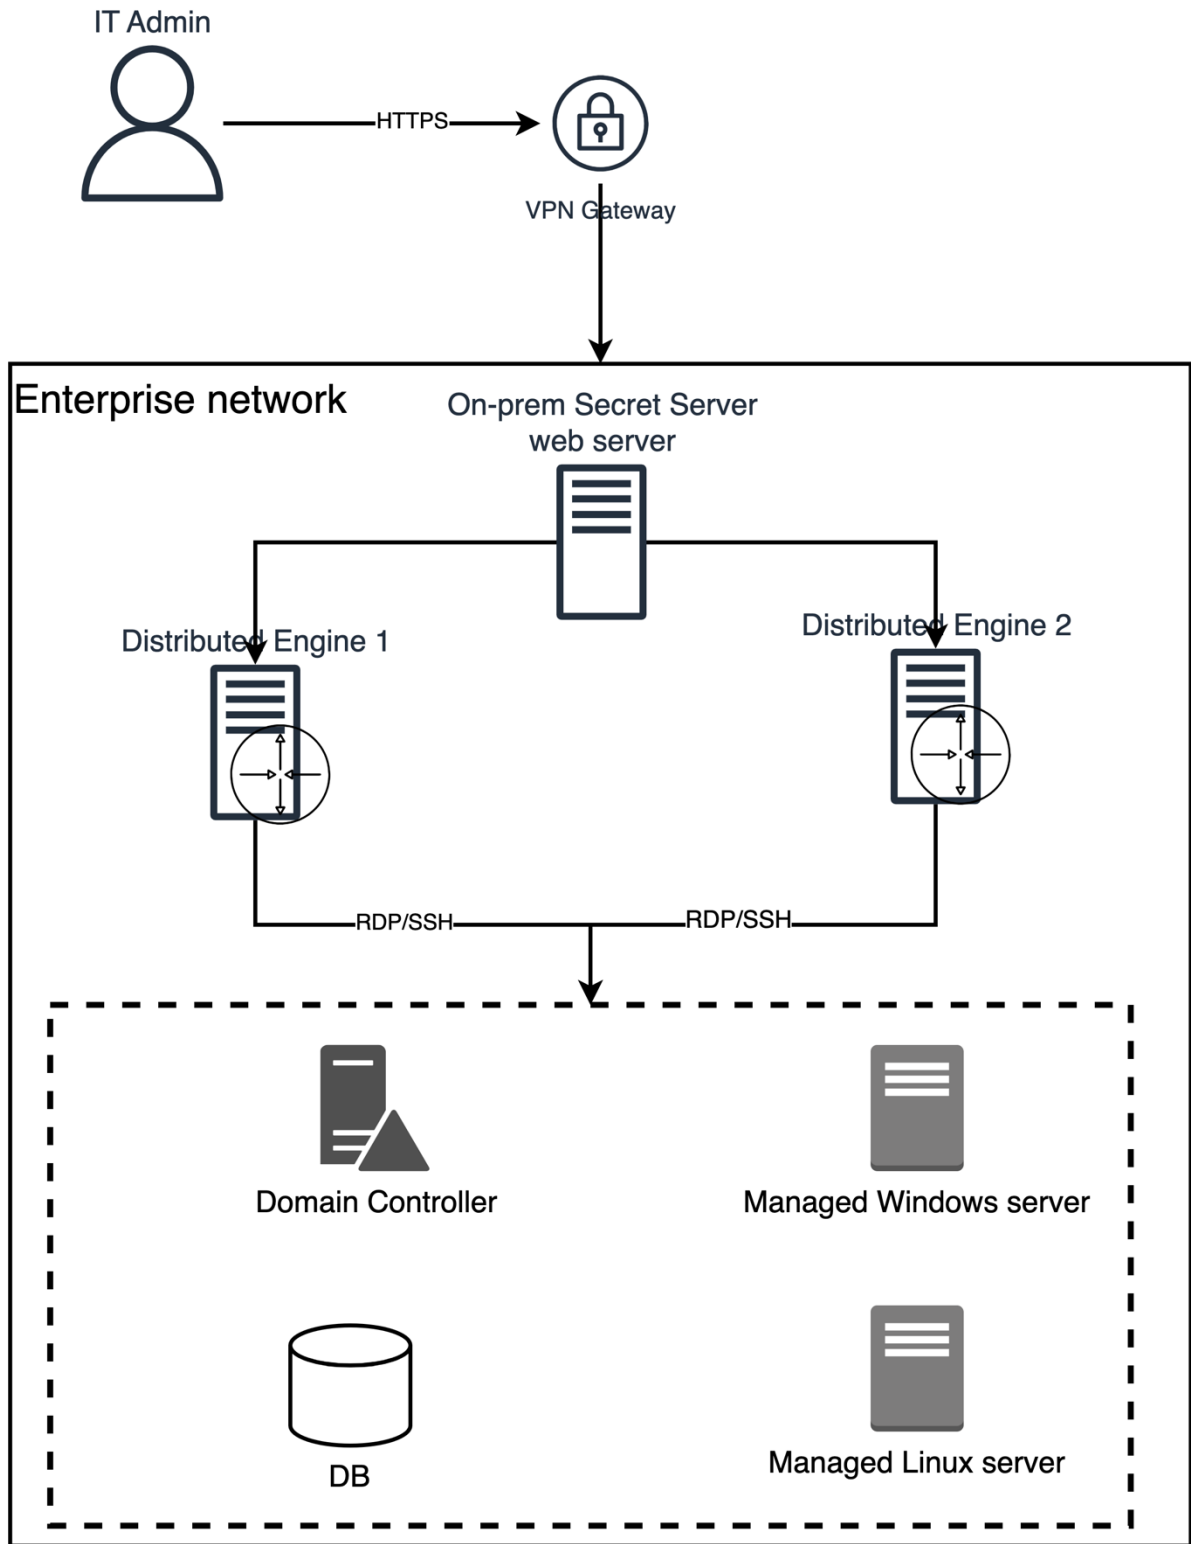 IT Admin
HTTPS
VPN Gateway
Enterprise network
On-prem Secret Server
web server
Distributed Engine 1
Distributed Engine 2
RDP/SSH
RDP/SSH
Domain Controller
Managed Windows server
DB
Managed Linux server